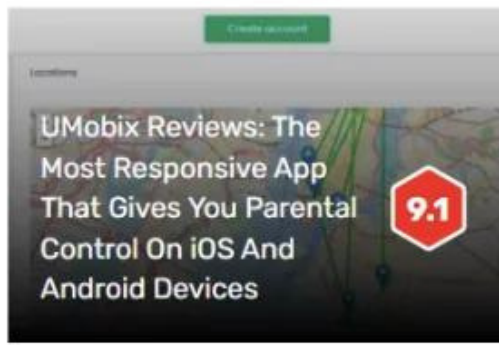 Create account
Locations
UMobix Reviews: The
Most Responsive App
That Gives You Parental
9.1
Control On iOS And
Android Devices